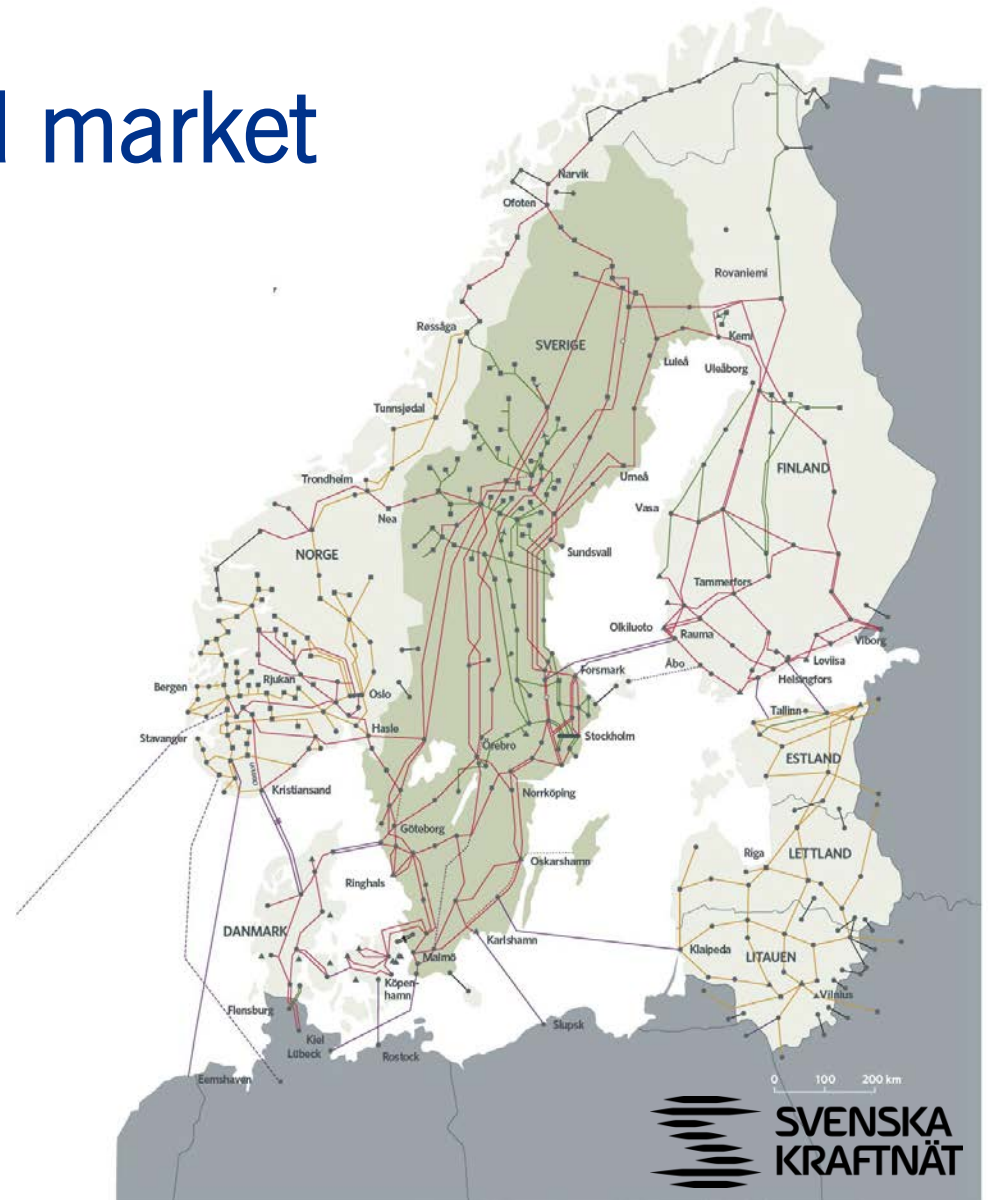 d market
Narvik
Ofoten
Rovaniemi
Røssåga
SVERIGE
Kemi
Luleå
Uleåborg
Tunnsjødal
FINLAND
Trondheim
Umeå
Vasa
Nea
NORGE
Sundsvall
Tammerfors
Olkiluoto
Rauma
Viborg
Åbo
Loviisa
Forsmark
Helsingfors
Bergen
Rjukan
Oslo
Tallinn
Hasle
Stavanger
Stockholm
Örebro
ESTLAND
Kristiansand
Norrköping
Göteborg
Riga
LETTLAND
Oskarshamn
Ringhals
DANMARK
Karlshamn
Klaipeda
Malmö
LITAUEN
Köpen-
hamn
Vilnius
Flensburg
Slupsk
Kiel
Lübeck
Rostock
Eemshaven
0 100 200 km
SVENSKA
KRAFTNÄT